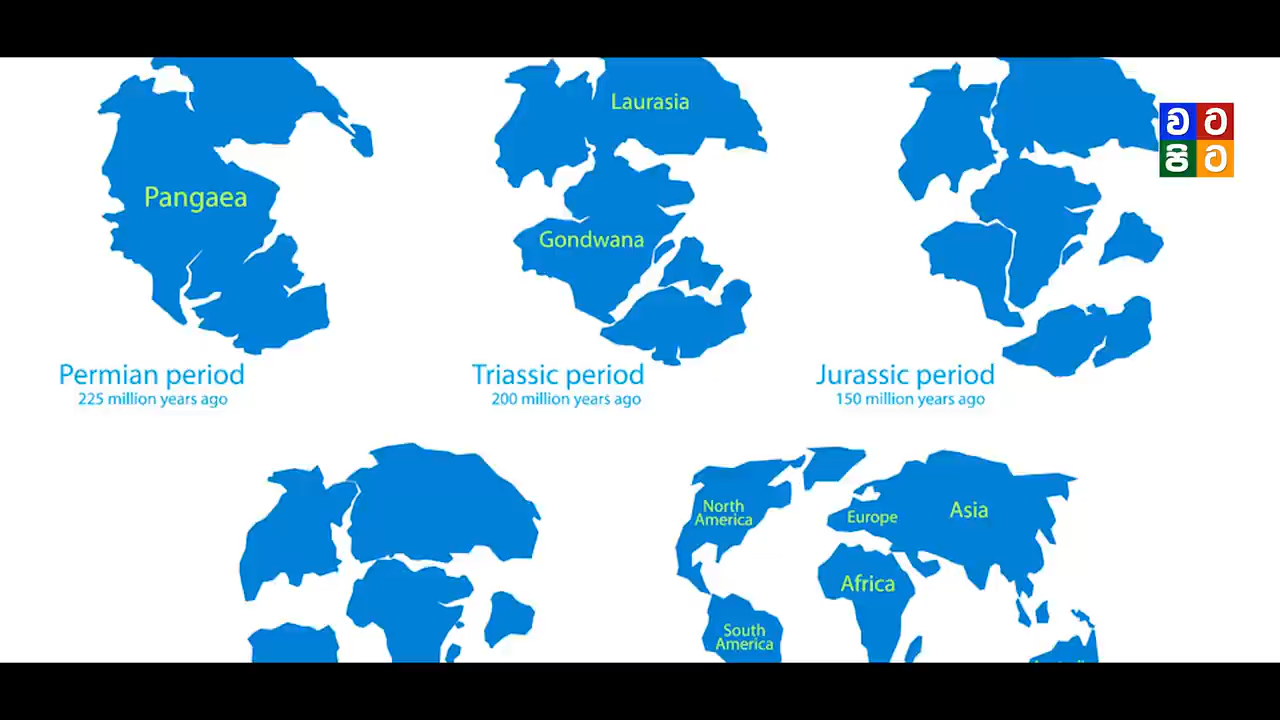 Laurasia
Pangaea
Gondwana
Permian period
225 million years ago
Triassic period
200 million years ago
Jurassic period
150 million years ago
North
America
Europe
Asia
Africa
South
America